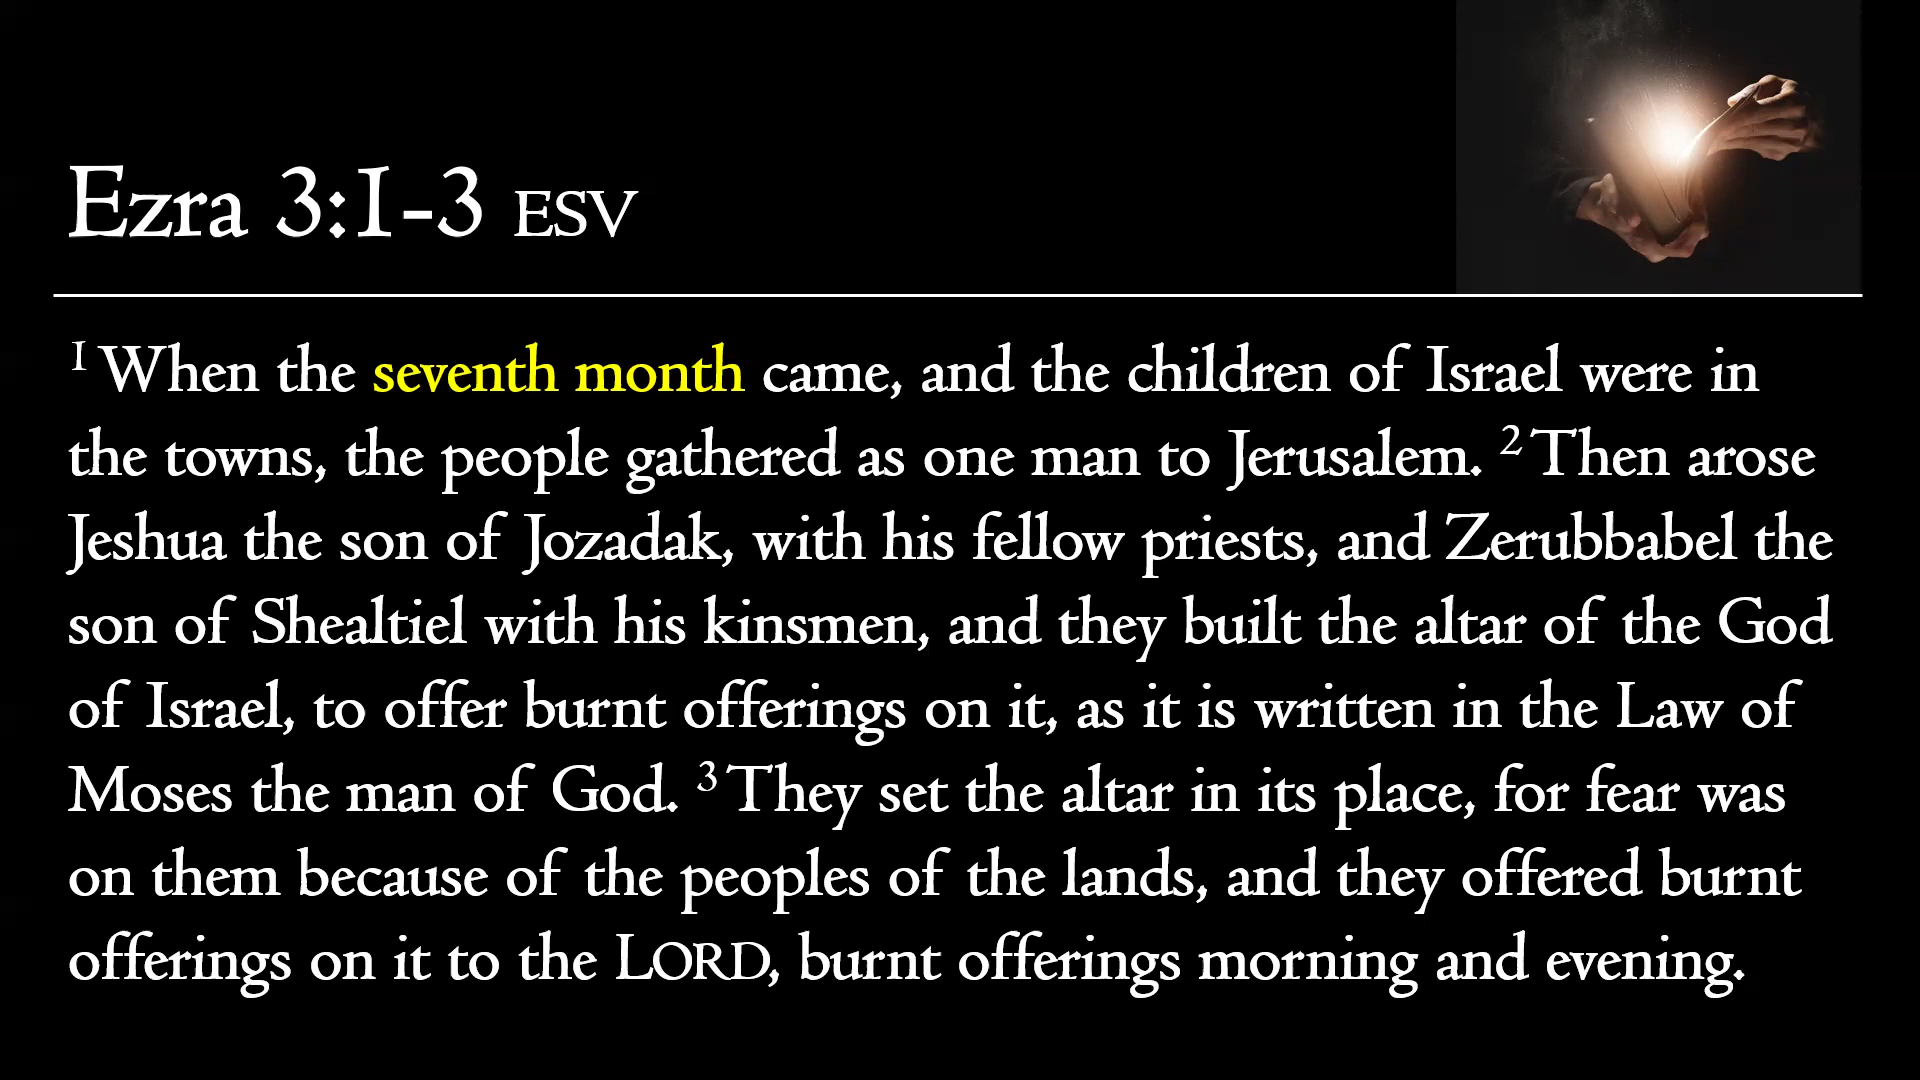 Ezra 3:1-3 ESV
1 When the seventh month came, and the children of Israel were in
the towns, the people gathered as one man to Jerusalem. 2 Then arose
Jeshua the son of Jozadak, with his fellow priests, and Zerubbabel the
son of Shealtiel with his kinsmen, and they built the altar of the God
of Israel, to offer burnt offerings on it, as it is written in the Law of
Moses the man of God. 3 They set the altar in its place, for fear was
on them because of the peoples of the lands, and they offered burnt
offerings on it to the LORD, burnt offerings morning and evening.